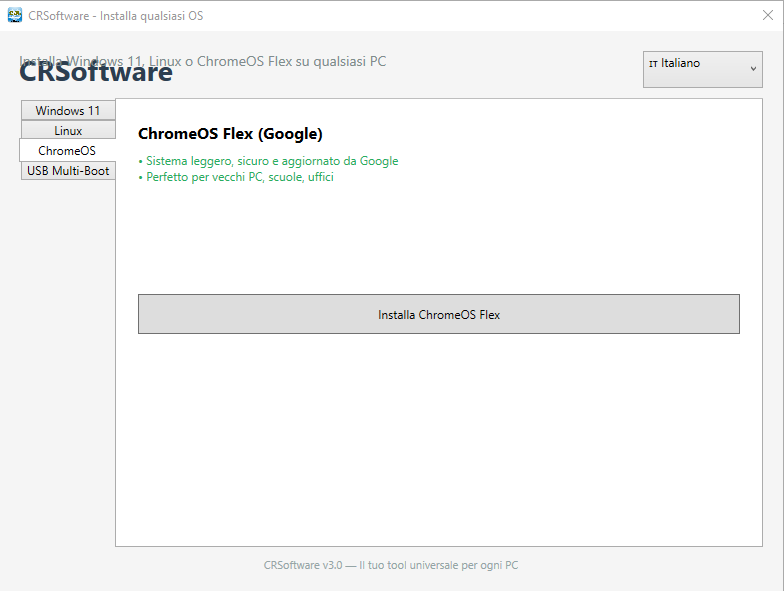 CRSoftware - Installa qualsiasi OS
Installa Windows 11, Linux o ChromeOS Flex su qualsiasi PC
CRSoftware
IT Italiano
Windows 11
Linux
ChromeOS
USB Multi-Boot
ChromeOS Flex (Google)
• Sistema leggero, sicuro e aggiornato da Google
• Perfetto per vecchi PC, scuole, uffici
Installa ChromeOS Flex
CRSoftware v3.0 — Il tuo tool universale per ogni PC